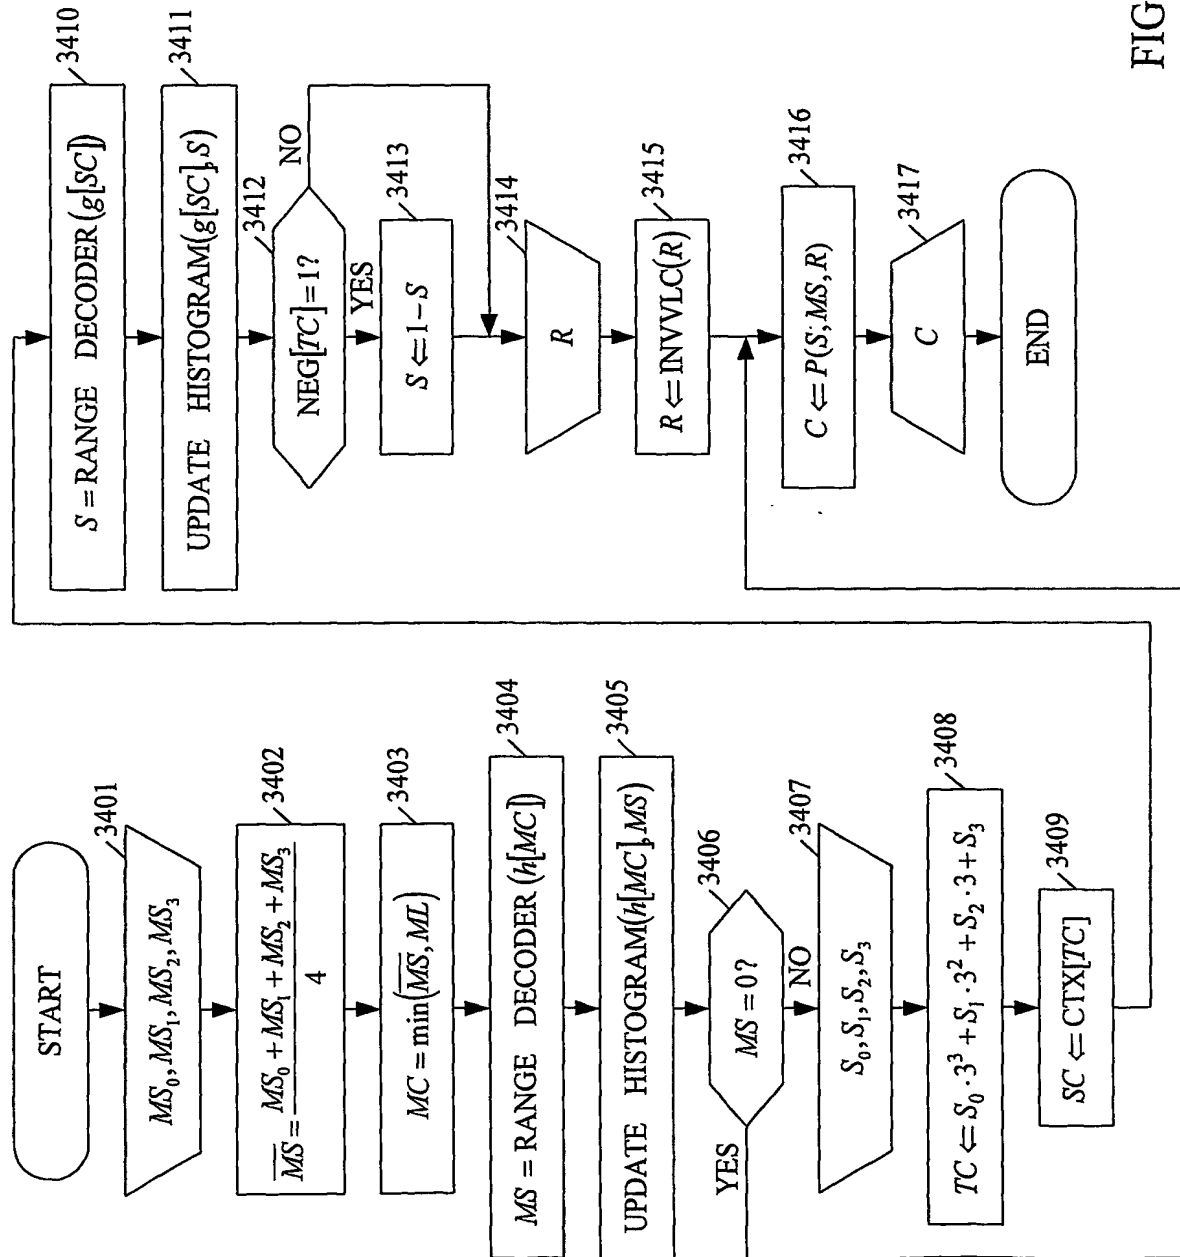 START
3401
MS₀, MS₁, MS₂, MS₃
3402
M̅S̅ = (MS₀ + MS₁ + MS₂ + MS₃) / 4
3403
MC = min(M̅S̅, ML)
3404
MS = RANGE DECODER (h[MC])
3405
UPDATE HISTOGRAM(h[MC], MS)
3406
MS = 0?
YES
NO
3407
S₀, S₁, S₂, S₃
3408
TC ⇐ S₀ · 3³ + S₁ · 3² + S₂ · 3 + S₃
3409
SC ⇐ CTX[TC]
3410
S = RANGE DECODER (g[SC])
3411
UPDATE HISTOGRAM(g[SC], S)
3412
NEG[TC] = 1?
NO
YES
3413
S ⇐ 1 − S
3414
R
3415
R ⇐ INVVLC(R)
3416
C ⇐ P(S, MS, R)
3417
C
END
FIG